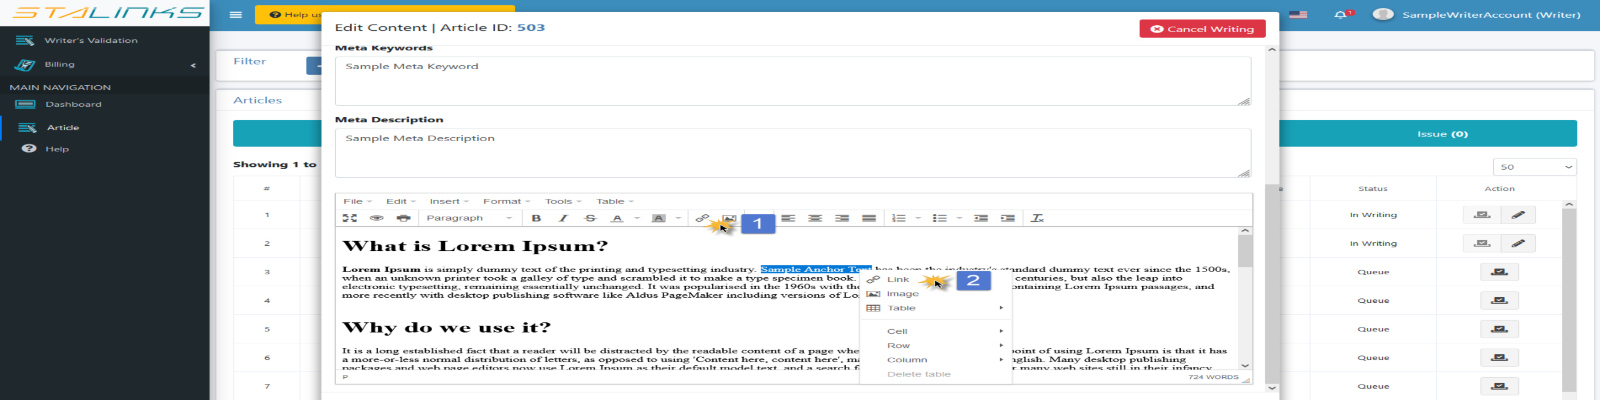 STALINKS
Help us
SampleWriterAccount (Writer)
1
Writer's Validation
Billing
MAIN NAVIGATION
Dashboard
Article
Help
Filter
Articles
Issue (0)
Showing 1 to
50
#
Status
Action
1
In Writing
2
In Writing
3
Queue
4
Queue
5
Queue
6
Queue
7
Queue
Edit Content | Article ID: 503
Cancel Writing
Meta Keywords
Sample Meta Keyword
Meta Description
Sample Meta Description
File Edit Insert Format Tools Table
Paragraph B I S A A
1
What is Lorem Ipsum?
Lorem Ipsum is simply dummy text of the printing and typesetting industry. Sample Anchor Text has been the industry's standard dummy text ever since the 1500s,
when an unknown printer took a galley of type and scrambled it to make a type specimen book. centuries, but also the leap into
electronic typesetting, remaining essentially unchanged. It was popularised in the 1960s with the containing Lorem Ipsum passages, and
more recently with desktop publishing software like Aldus PageMaker including versions of Lo
Why do we use it?
It is a long established fact that a reader will be distracted by the readable content of a page whe point of using Lorem Ipsum is that it has
a more-or-less normal distribution of letters, as opposed to using 'Content here, content here', ma nglish. Many desktop publishing
packages and web page editors now use Lorem Ipsum as their default model text, and a search f many web sites still in their infancy
Link
2
Image
Table
Cell
Row
Column
Delete table
P
724 WORDS